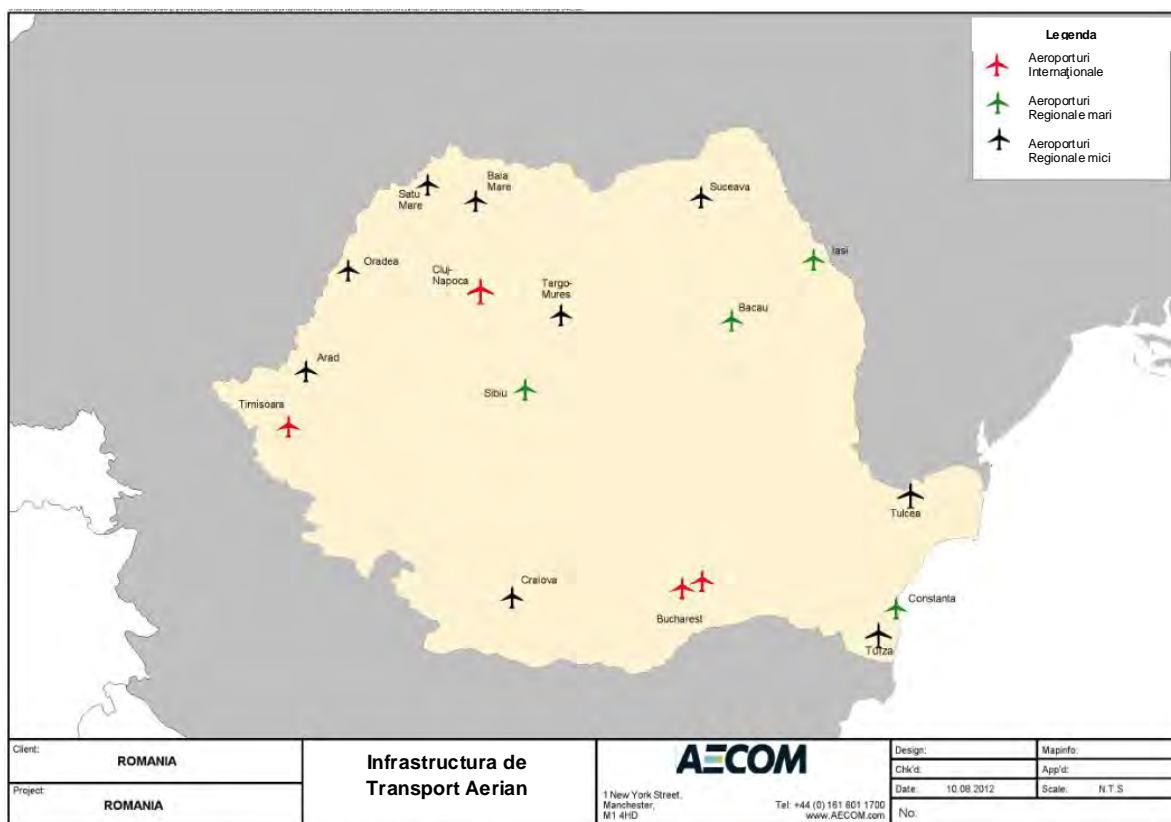 Legenda
Aeroporturi
Internaționale
Aeroporturi
Regionale mari
Aeroporturi
Regionale mici
Satu
Mare
Baia
Mare
Suceava
Iasi
Oradea
Cluj-
Napoca
Targo-
Mures
Bacau
Arad
Sibiu
Timisoara
Tulcea
Craiova
Bucharest
Constanta
Tuzla
Client:
ROMANIA
Project:
ROMANIA
Infrastructura de
Transport Aerian
AECOM
1 New York Street,
Manchester,
M1 4HD
Tel: +44 (0) 161 601 1700
www.AECOM.com
Design:
Mapinfo:
Chk'd:
App'd:
Date: 10.08.2012
Scale: N.T.S
No.